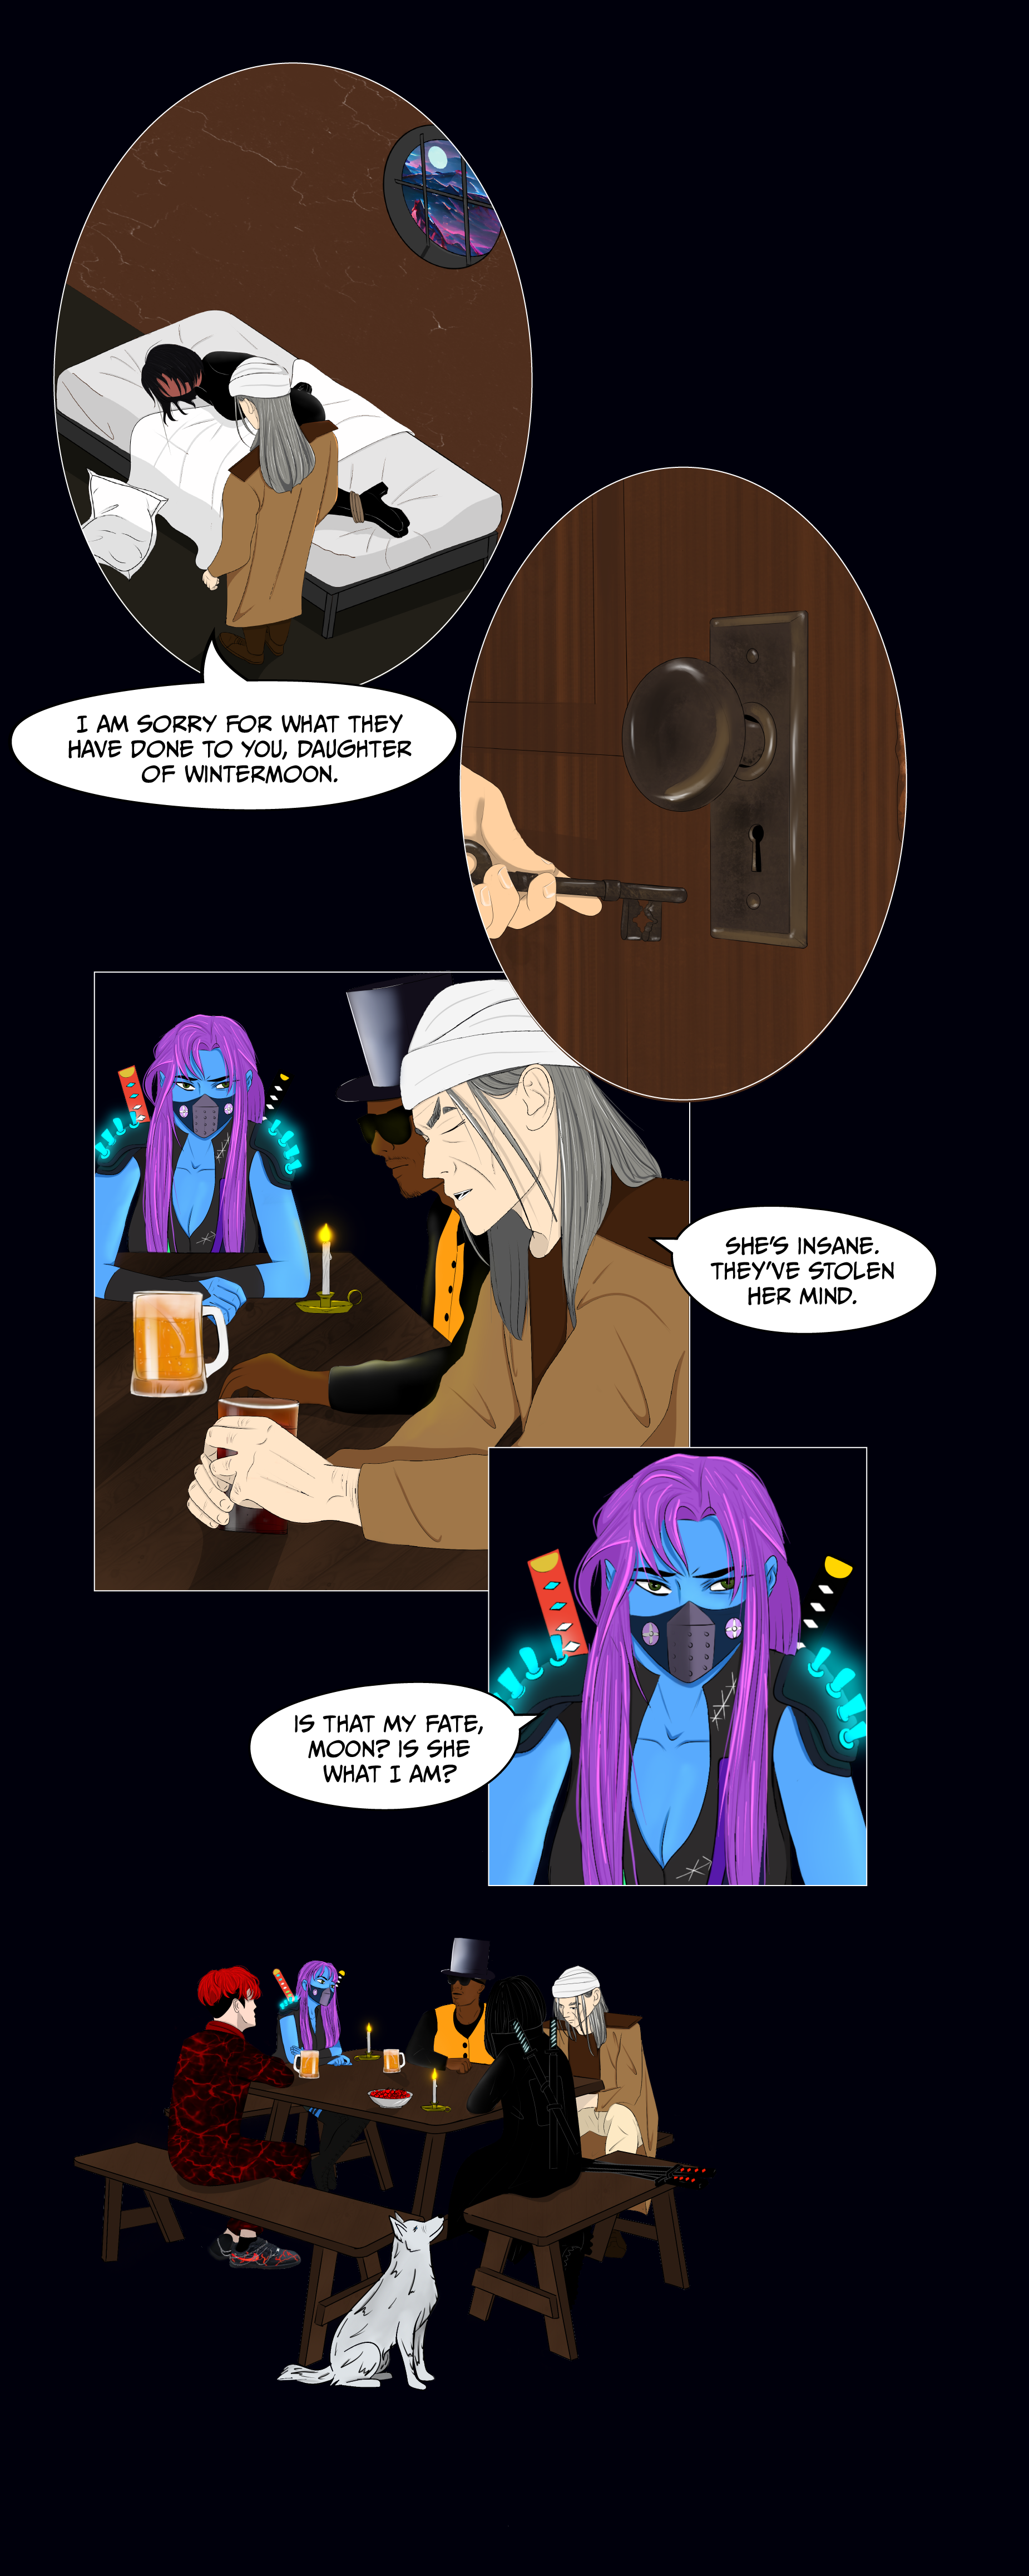 I AM SORRY FOR WHAT THEY
HAVE DONE TO YOU, DAUGHTER
OF WINTERMOON.
SHE'S INSANE.
THEY'VE STOLEN
HER MIND.
IS THAT MY FATE,
MOON? IS SHE
WHAT I AM?